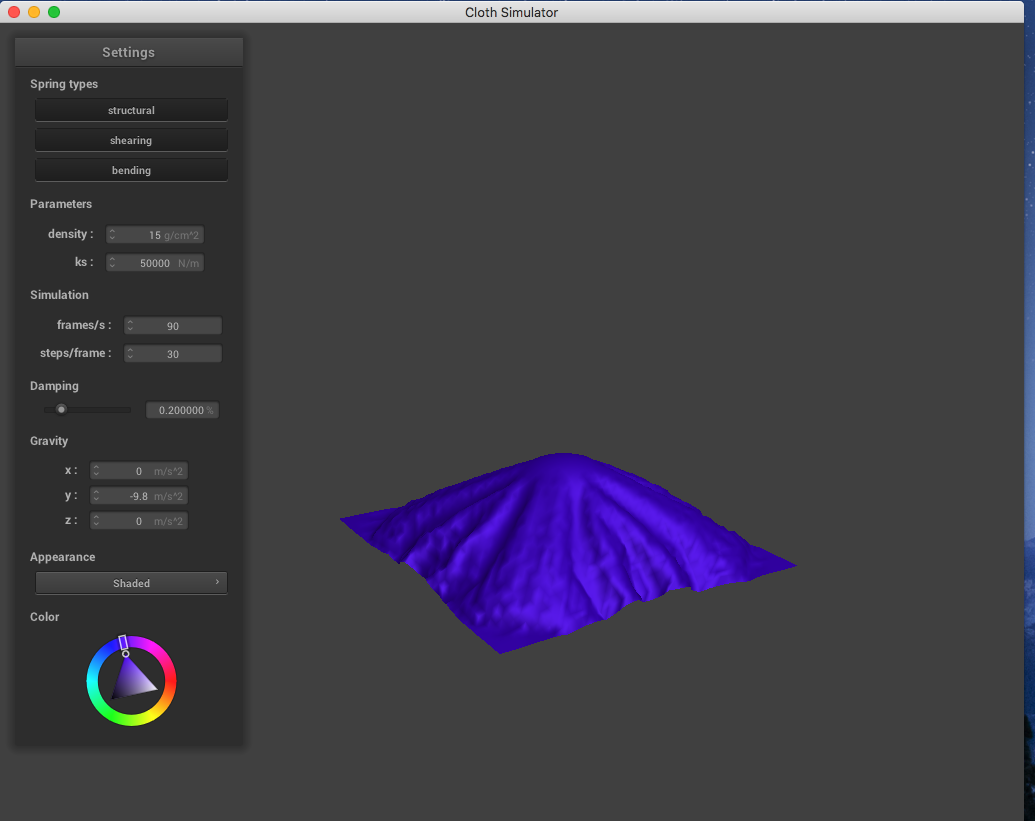 Cloth Simulator
Settings
Spring types
structural
shearing
bending
Parameters
density : 15 g/cm^2
ks : 50000 N/m
Simulation
frames/s : 90
steps/frame : 30
Damping
0.200000 %
Gravity
x : 0 m/s^2
y : -9.8 m/s^2
z : 0 m/s^2
Appearance
Shaded
Color